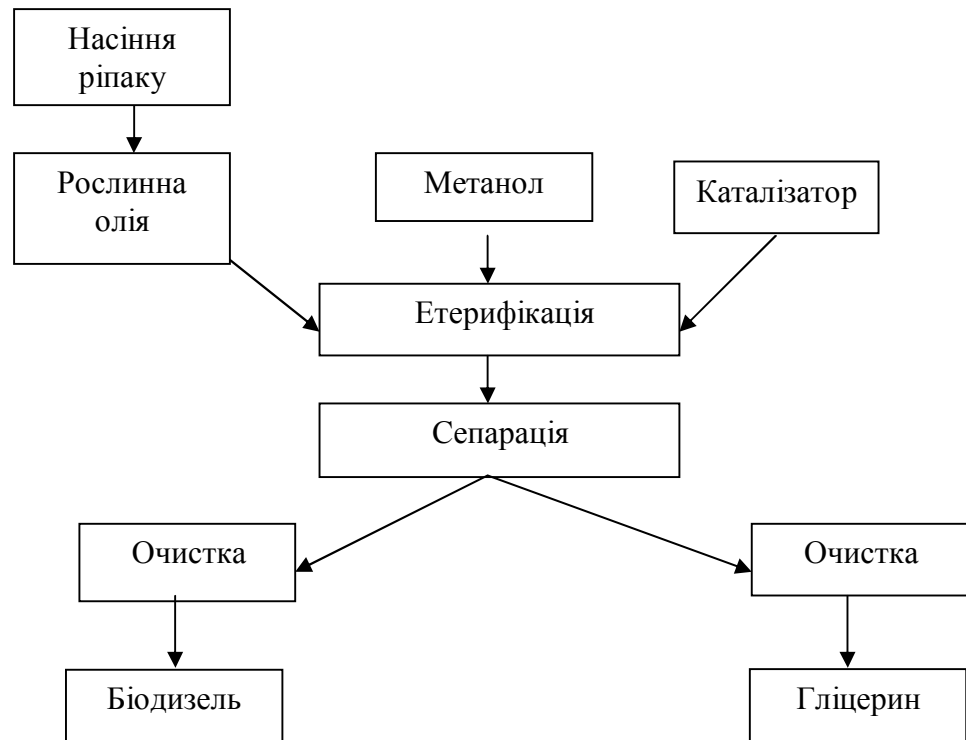 Насіння
ріпаку
Рослинна
олія
Метанол
Каталізатор
Етерифікація
Сепарація
Очистка
Очистка
Біодизель
Гліцерин